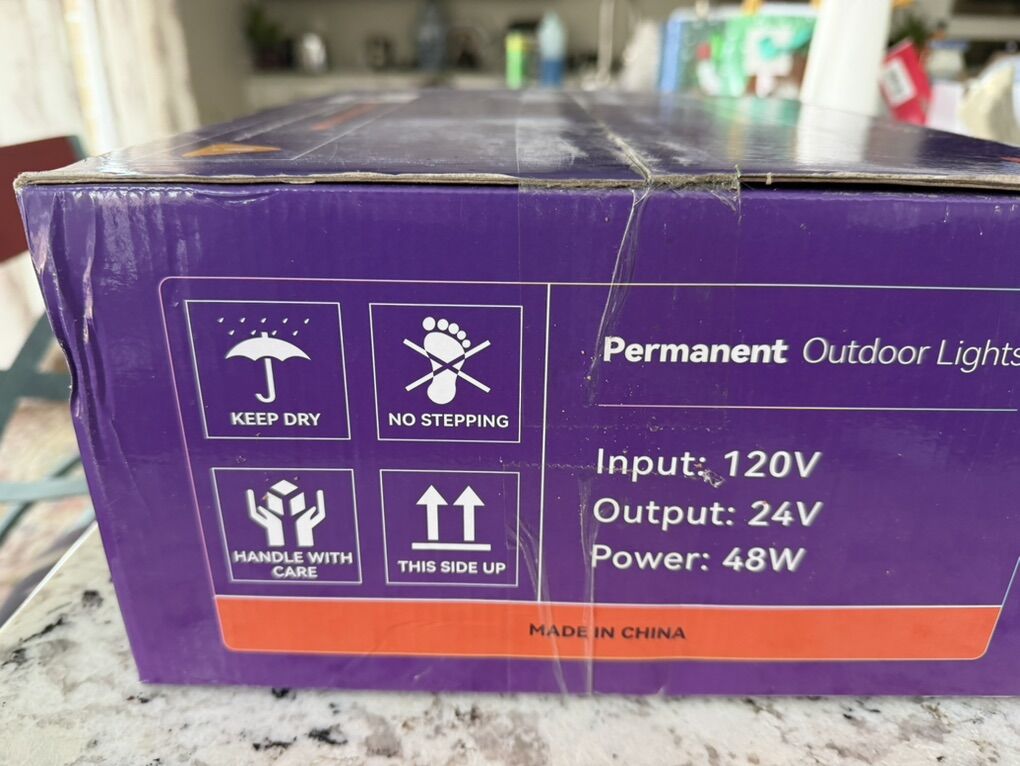 KEEP DRY
NO STEPPING
HANDLE WITH
CARE
THIS SIDE UP
Permanent Outdoor Lights
Input: 120V
Output: 24V
Power: 48W
MADE IN CHINA